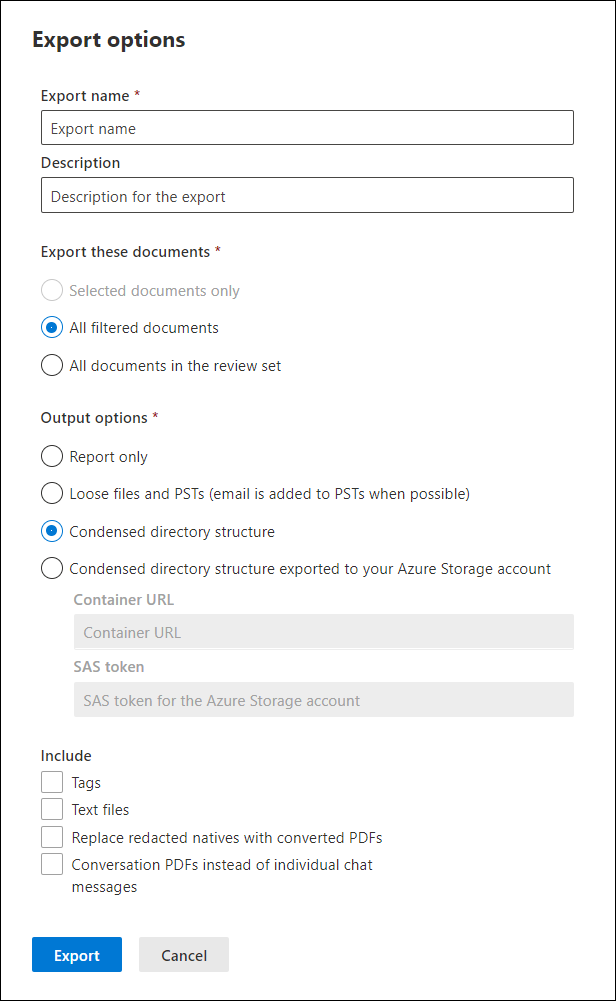 Export options
Export name *
Export name
Description
Description for the export
Export these documents *
Selected documents only
All filtered documents
All documents in the review set
Output options *
Report only
Loose files and PSTs (email is added to PSTs when possible)
Condensed directory structure
Condensed directory structure exported to your Azure Storage account
Container URL
Container URL
SAS token
SAS token for the Azure Storage account
Include
Tags
Text files
Replace redacted natives with converted PDFs
Conversation PDFs instead of individual chat
messages
Export
Cancel